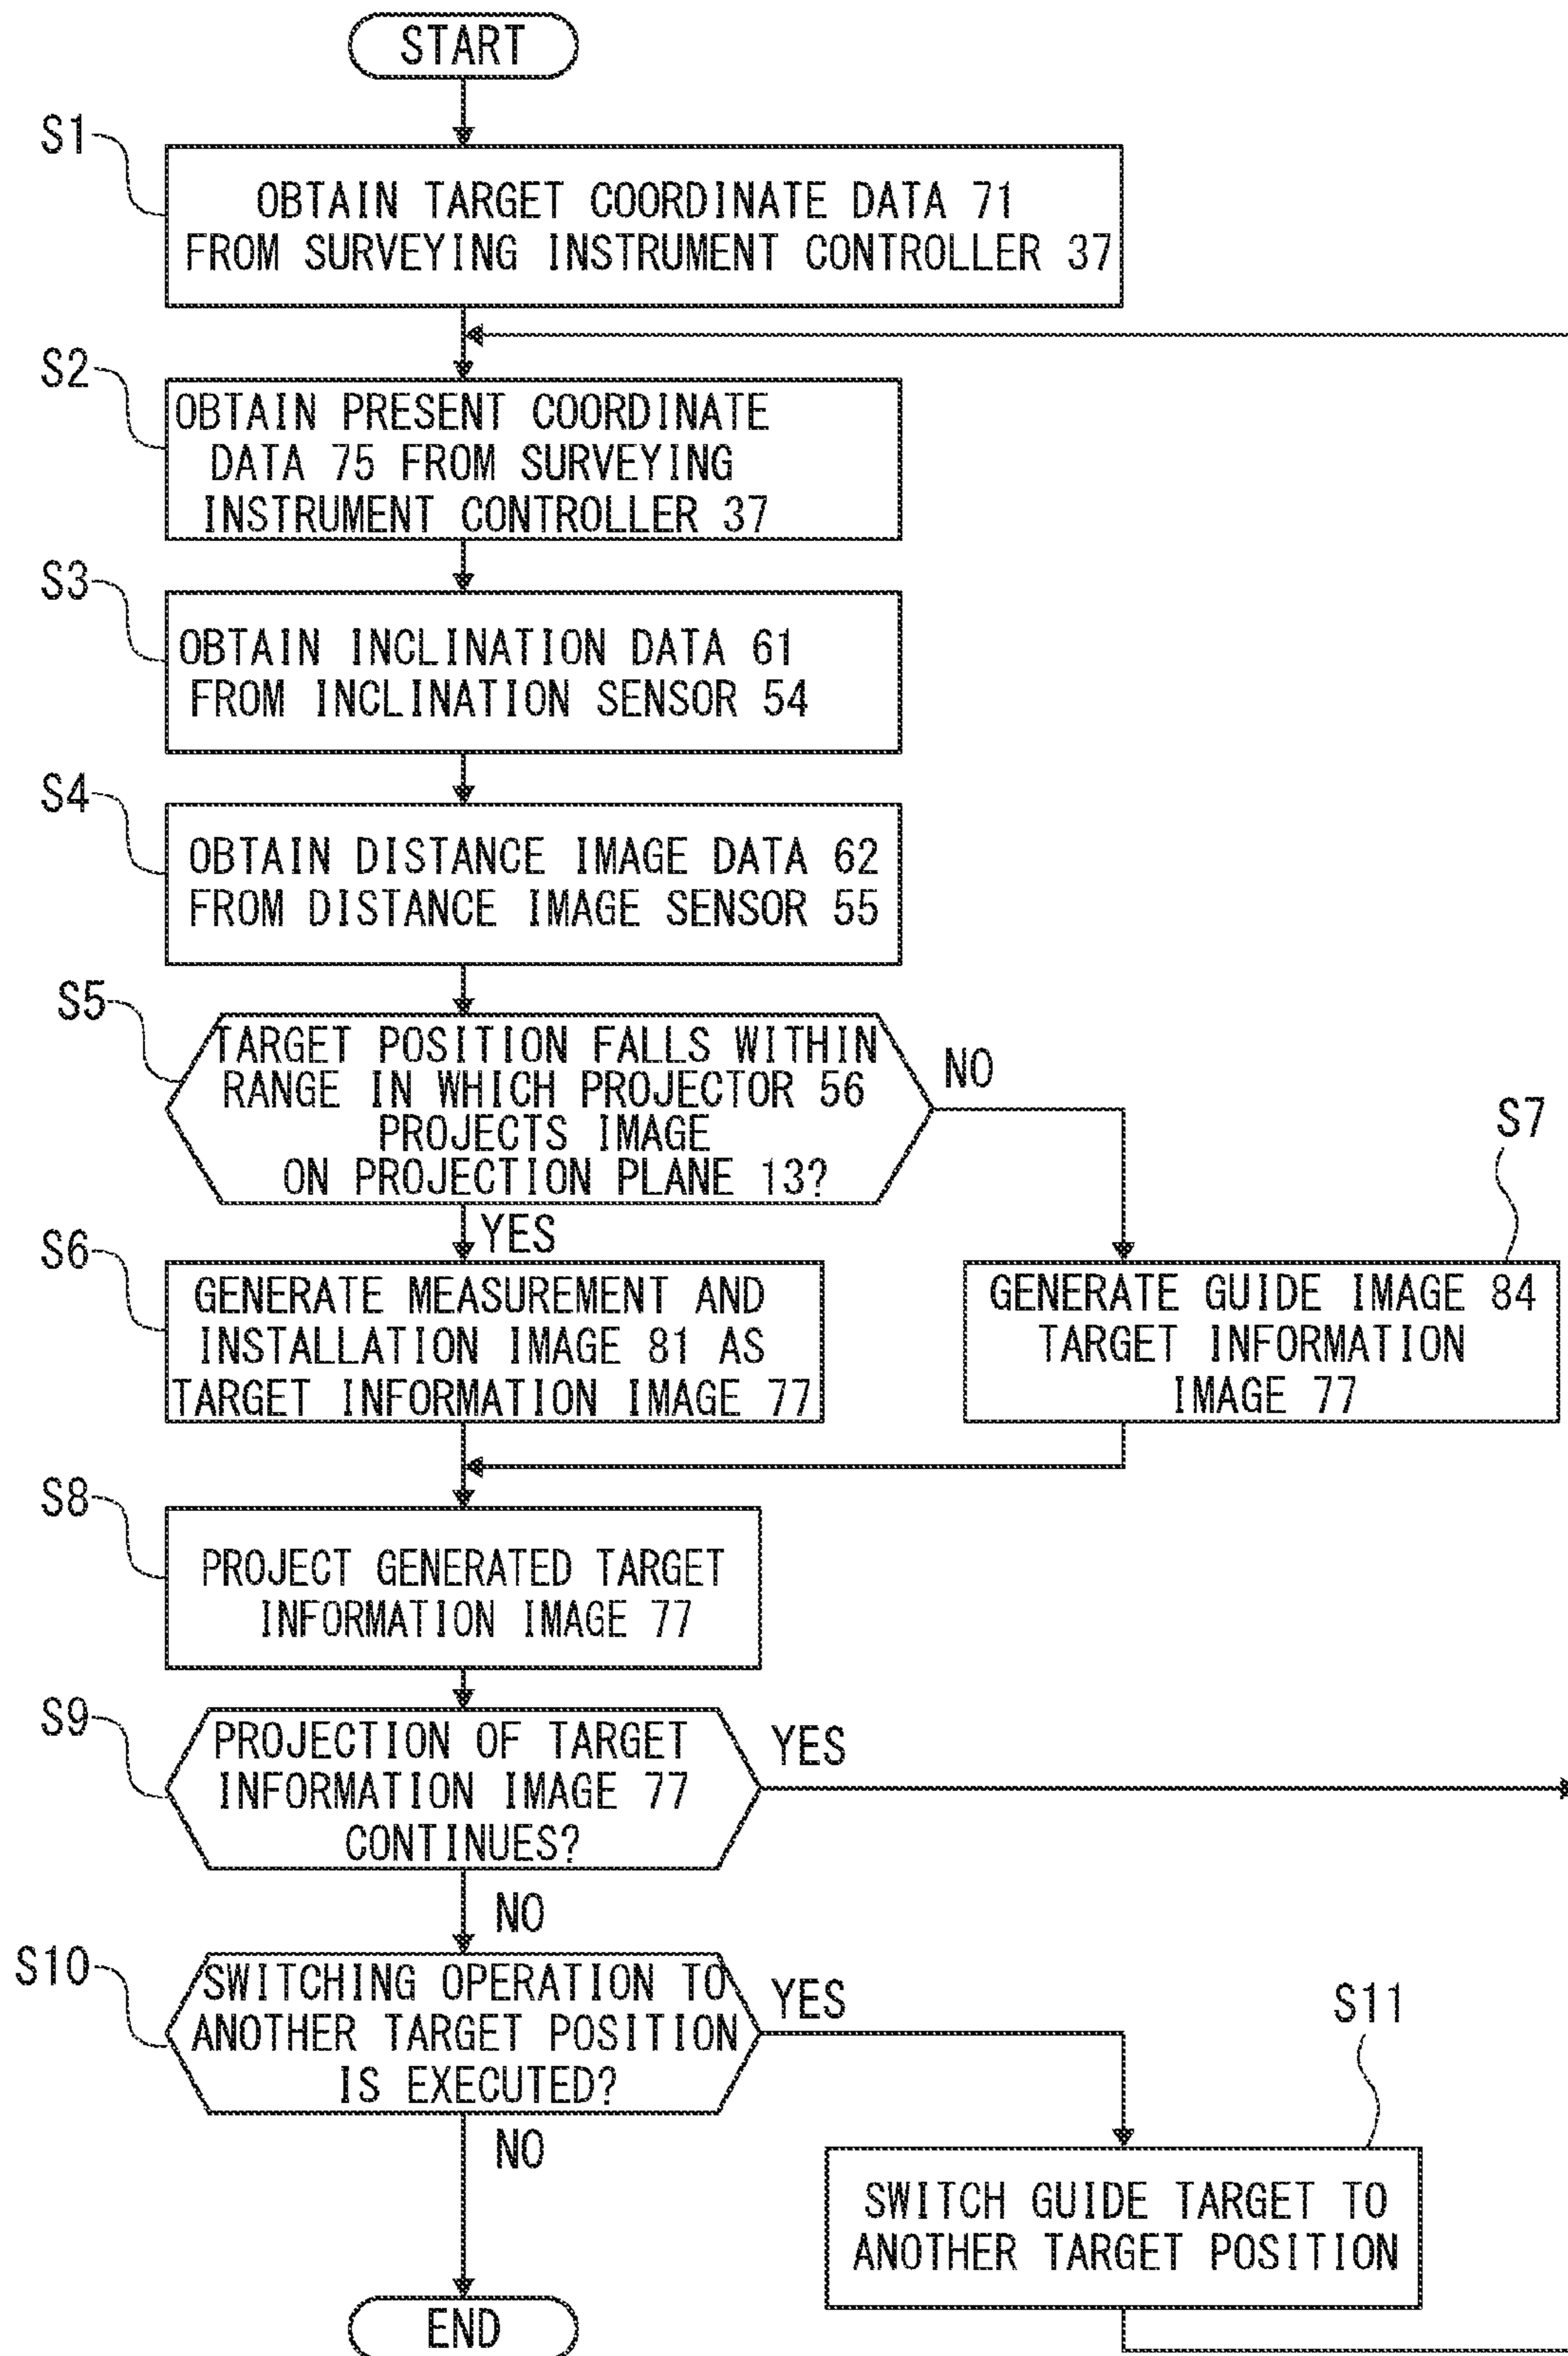 START
S1
OBTAIN TARGET COORDINATE DATA 71
FROM SURVEYING INSTRUMENT CONTROLLER 37
S2
OBTAIN PRESENT COORDINATE
DATA 75 FROM SURVEYING
INSTRUMENT CONTROLLER 37
S3
OBTAIN INCLINATION DATA 61
FROM INCLINATION SENSOR 54
S4
OBTAIN DISTANCE IMAGE DATA 62
FROM DISTANCE IMAGE SENSOR 55
S5
TARGET POSITION FALLS WITHIN
RANGE IN WHICH PROJECTOR 56
PROJECTS IMAGE
ON PROJECTION PLANE 13?
NO
YES
S6
GENERATE MEASUREMENT AND
INSTALLATION IMAGE 81 AS
TARGET INFORMATION IMAGE 77
S7
GENERATE GUIDE IMAGE 84
TARGET INFORMATION
IMAGE 77
S8
PROJECT GENERATED TARGET
INFORMATION IMAGE 77
S9
PROJECTION OF TARGET
INFORMATION IMAGE 77
CONTINUES?
YES
NO
S10
SWITCHING OPERATION TO
ANOTHER TARGET POSITION
IS EXECUTED?
YES
NO
S11
SWITCH GUIDE TARGET TO
ANOTHER TARGET POSITION
END